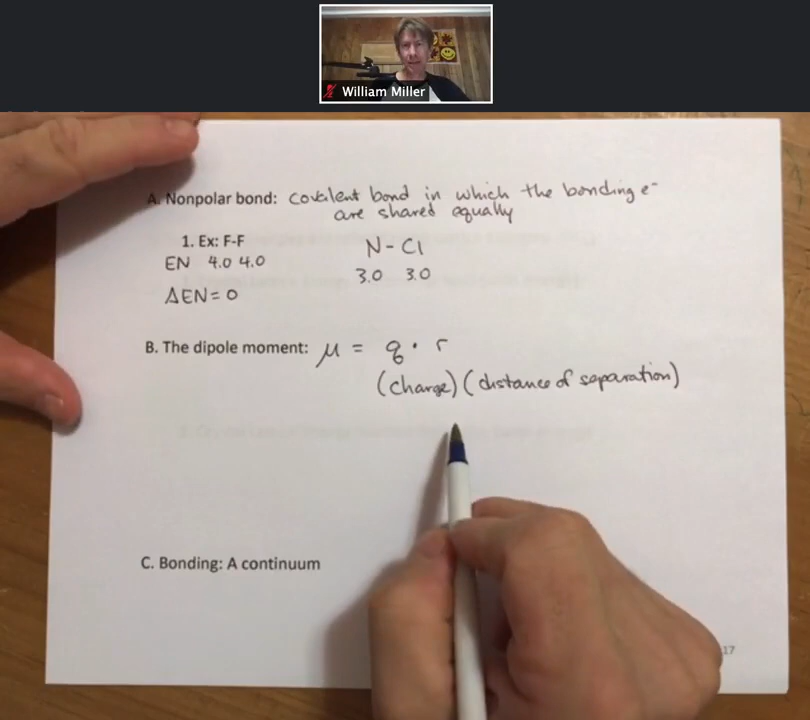 William Miller
A. Nonpolar bond: covalent bond in which the bonding e⁻
are shared equally
1. Ex: F-F
N-Cl
EN 4.0 4.0
3.0 3.0
ΔEN = 0
B. The dipole moment: μ = q · r
(charge) (distance of separation)
C. Bonding: A continuum
17